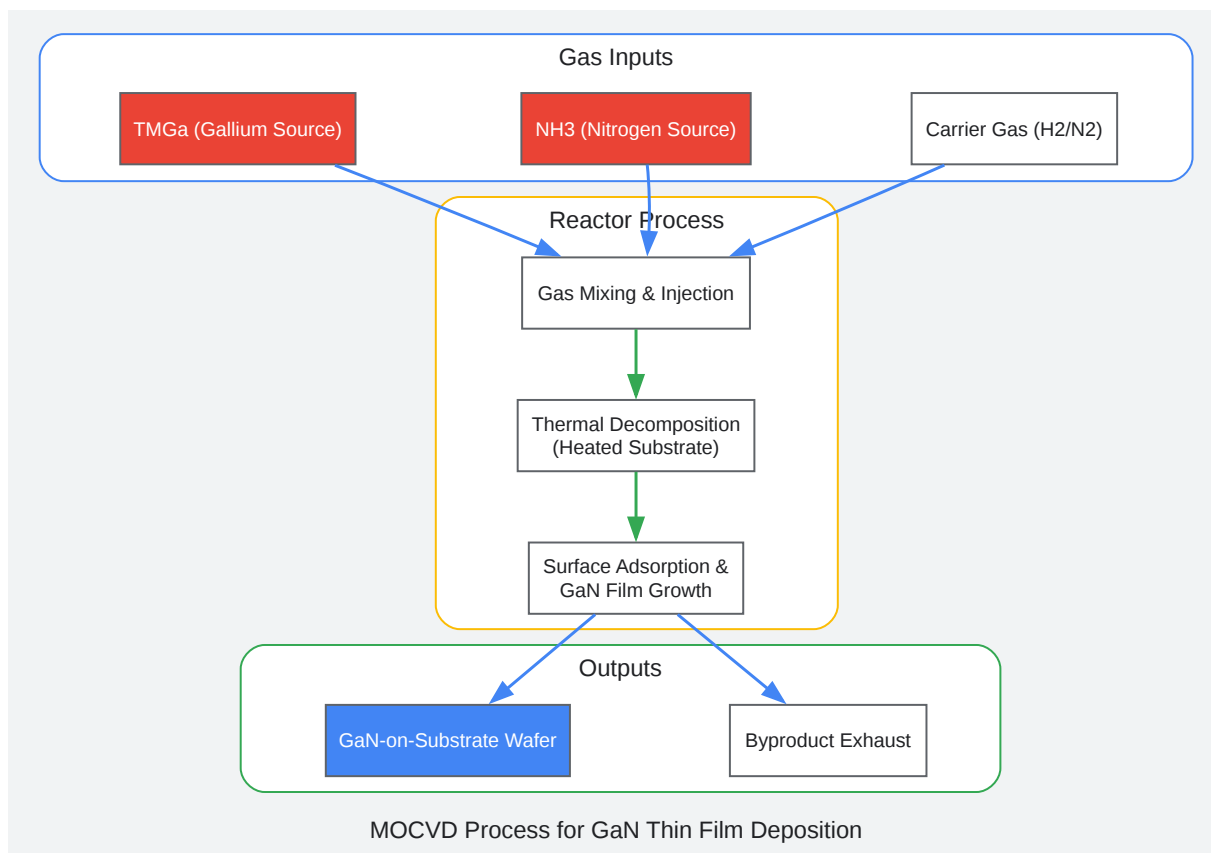 Gas Inputs
TMGa (Gallium Source)
NH3 (Nitrogen Source)
Carrier Gas (H2/N2)
Reactor Process
Gas Mixing & Injection
Thermal Decomposition
(Heated Substrate)
Surface Adsorption &
GaN Film Growth
Outputs
GaN-on-Substrate Wafer
Byproduct Exhaust
MOCVD Process for GaN Thin Film Deposition